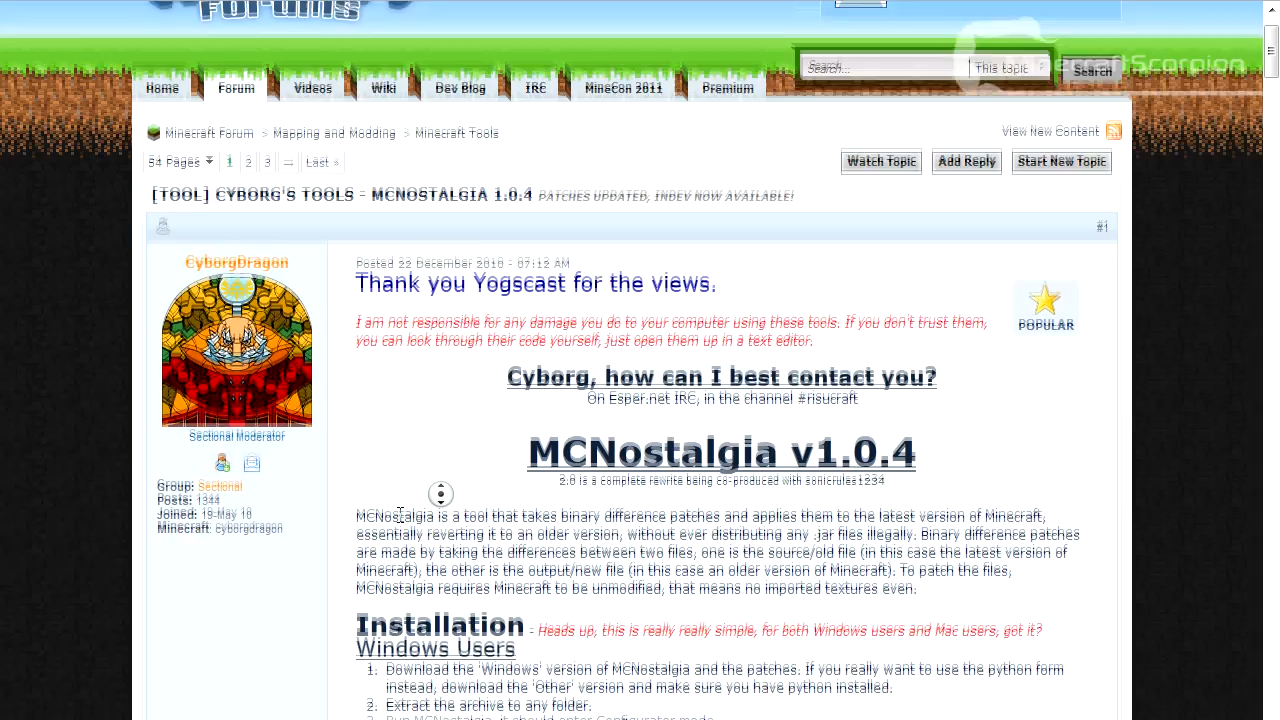 Forums
Search... This topic Search
craftScorpion
Home Forum Videos Wiki Dev Blog IRC MineCon 2011 Premium
Minecraft Forum > Mapping and Modding > Minecraft Tools
View New Content
54 Pages 1 2 3 ... Last »
Watch Topic Add Reply Start New Topic
[TOOL] CYBORG'S TOOLS - MCNOSTALGIA 1.0.4 PATCHES UPDATED, INDEV NOW AVAILABLE!
#1
CyborgDragon
Sectional Moderator
Group: Sectional
Posts: 1344
Joined: 19-May 10
Minecraft: cyborgdragon
Posted 22 December 2010 - 07:12 AM
Thank you Yogscast for the views.
POPULAR
I am not responsible for any damage you do to your computer using these tools. If you don't trust them,
you can look through their code yourself, just open them up in a text editor.
Cyborg, how can I best contact you?
On Esper.net IRC, in the channel #risucraft
MCNostalgia v1.0.4
2.0 is a complete rewrite being co-produced with sonicrules1234
MCNostalgia is a tool that takes binary difference patches and applies them to the latest version of Minecraft,
essentially reverting it to an older version, without ever distributing any .jar files illegally. Binary difference patches
are made by taking the differences between two files, one is the source/old file (in this case the latest version of
Minecraft), the other is the output/new file (in this case an older version of Minecraft). To patch the files,
MCNostalgia requires Minecraft to be unmodified, that means no imported textures even.
Installation - Heads up, this is really really simple, for both Windows users and Mac users, got it?
Windows Users
1. Download the 'Windows' version of MCNostalgia and the patches. If you really want to use the python form
instead, download the 'Other' version and make sure you have python installed.
2. Extract the archive to any folder.
3. Run MCNostalgia, it should enter Configurator mode.